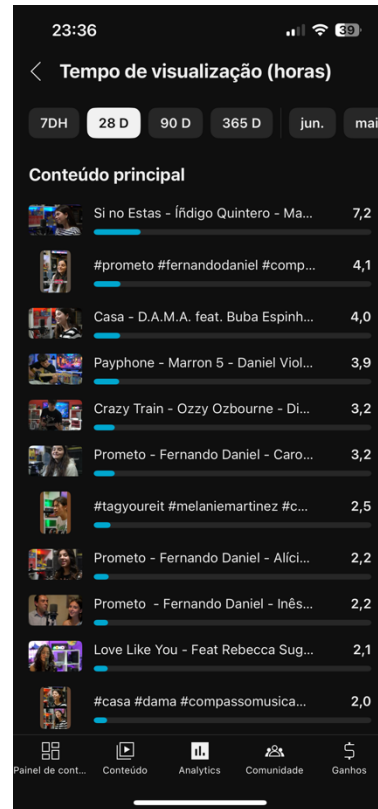 23:36
39
Tempo de visualização (horas)
7DH 28 D 90 D 365 D jun. mai
Conteúdo principal
Si no Estas - Íñdigo Quintero - Ma... 7,2
#prometo #fernandodaniel #comp... 4,1
Casa - D.A.M.A. feat. Buba Espinh... 4,0
Payphone - Marron 5 - Daniel Viol... 3,9
Crazy Train - Ozzy Ozbourne - Di... 3,2
Prometo - Fernando Daniel - Caro... 3,2
#tagyoureit #melaniemartinez #c... 2,5
Prometo - Fernando Daniel - Alíci... 2,2
Prometo - Fernando Daniel - Inês... 2,2
Love Like You - Feat Rebecca Sug... 2,1
#casa #dama #compassomusica... 2,0
Painel de cont... Conteúdo Analytics Comunidade Ganhos